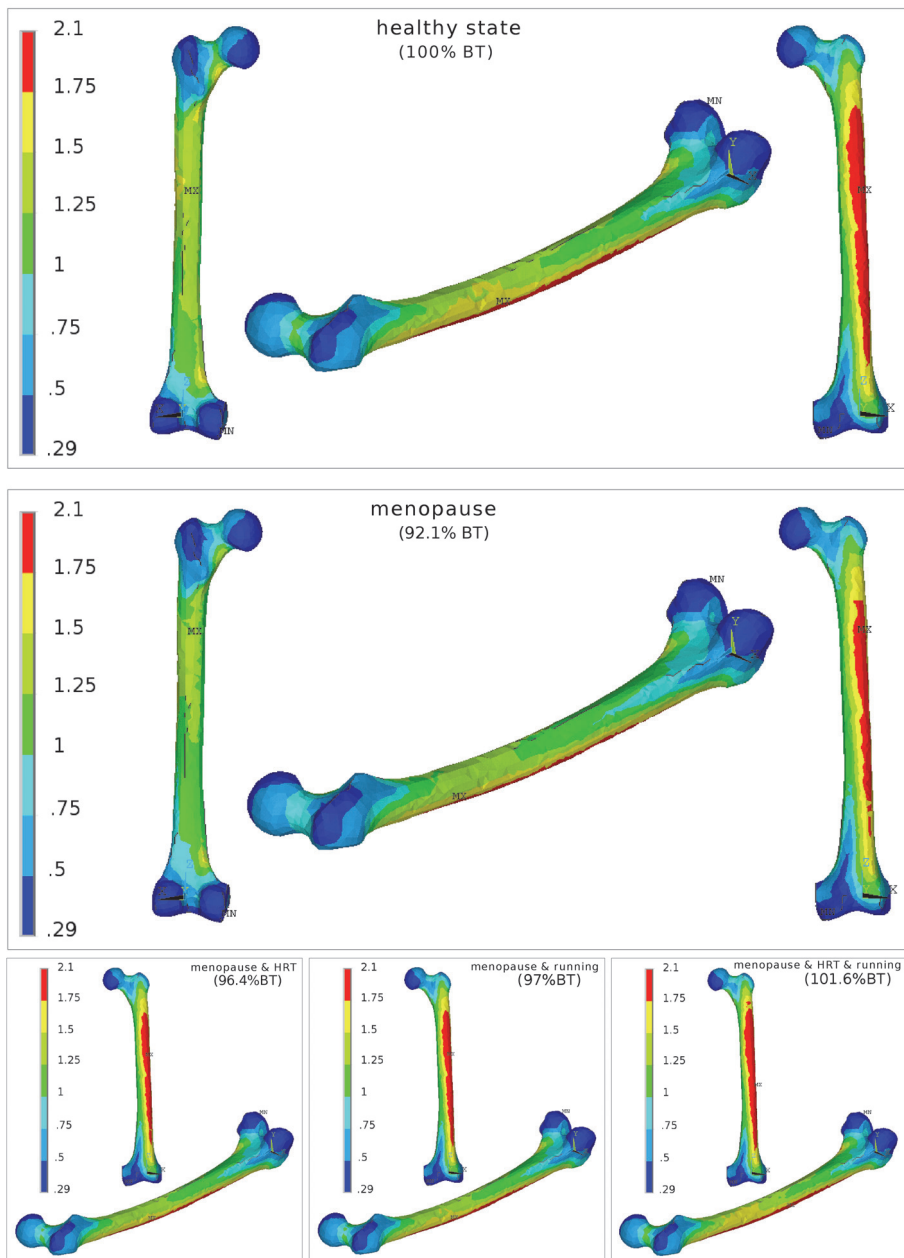 healthy state
(100% BT)
2.1
1.75
1.5
1.25
1
.75
.5
.29
MX
MN
MN
Y
MX
MX
Z
X
menopause
(92.1% BT)
2.1
1.75
1.5
1.25
1
.75
.5
.29
MX
MN
MN
Y
MX
MX
Z
X
menopause & HRT
(96.4%BT)
2.1
1.75
1.5
1.25
1
.75
.5
.29
MN
menopause & running
(97%BT)
2.1
1.75
1.5
1.25
1
.75
.5
.29
MN
menopause & HRT & running
(101.6%BT)
2.1
1.75
1.5
1.25
1
.75
.5
.29
MX
MN